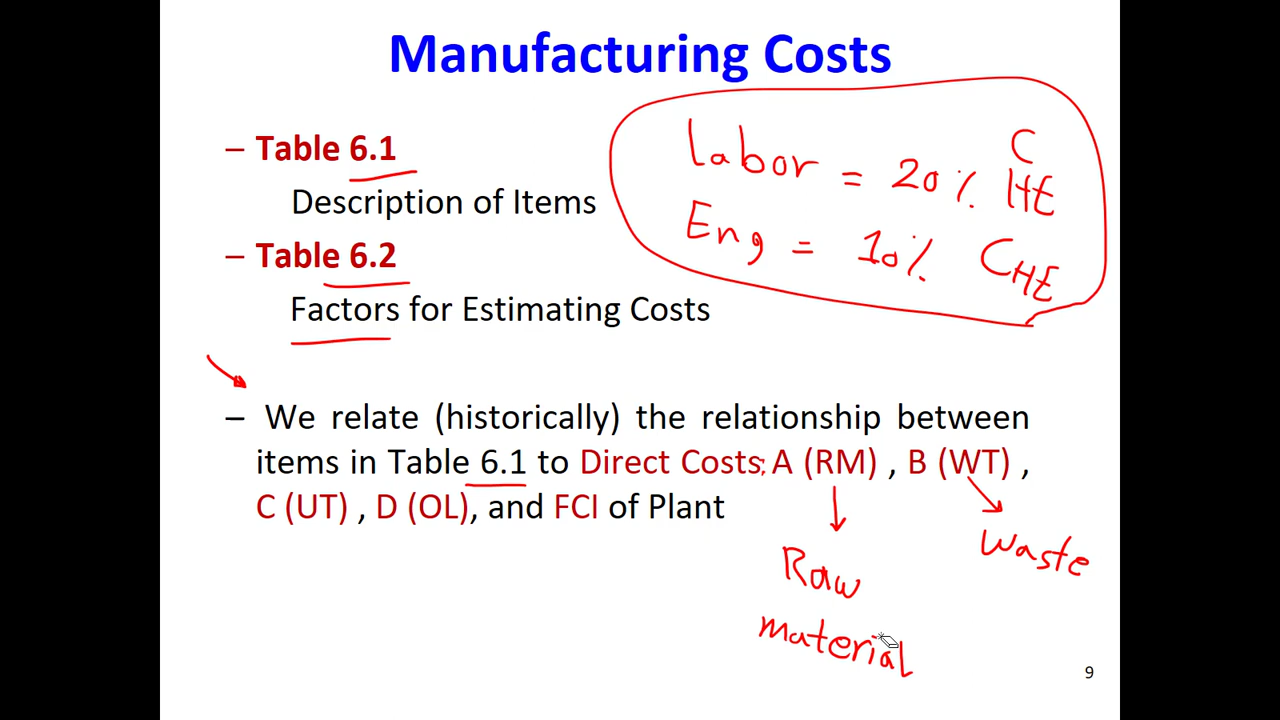 Manufacturing Costs
– Table 6.1
Description of Items
– Table 6.2
Factors for Estimating Costs
Labor = 20% C HE
Eng = 10% CHE
– We relate (historically) the relationship between
items in Table 6.1 to Direct Costs: A (RM) , B (WT) ,
C (UT) , D (OL), and FCI of Plant
Raw
material
Waste
9